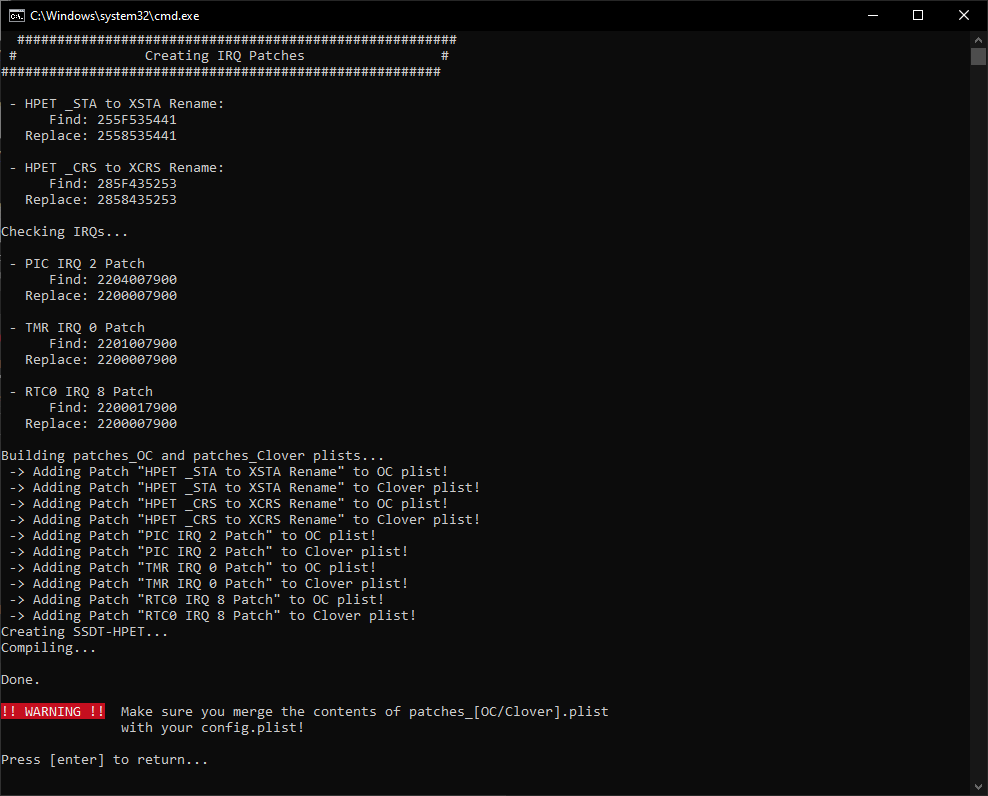 C:\Windows\system32\cmd.exe
#######################################################
# Creating IRQ Patches #
#######################################################
- HPET _STA to XSTA Rename:
Find: 255F535441
Replace: 2558535441
- HPET _CRS to XCRS Rename:
Find: 285F435253
Replace: 2858435253
Checking IRQs...
- PIC IRQ 2 Patch
Find: 2204007900
Replace: 2200007900
- TMR IRQ 0 Patch
Find: 2201007900
Replace: 2200007900
- RTC0 IRQ 8 Patch
Find: 2200017900
Replace: 2200007900
Building patches_OC and patches_Clover plists...
-> Adding Patch "HPET _STA to XSTA Rename" to OC plist!
-> Adding Patch "HPET _STA to XSTA Rename" to Clover plist!
-> Adding Patch "HPET _CRS to XCRS Rename" to OC plist!
-> Adding Patch "HPET _CRS to XCRS Rename" to Clover plist!
-> Adding Patch "PIC IRQ 2 Patch" to OC plist!
-> Adding Patch "PIC IRQ 2 Patch" to Clover plist!
-> Adding Patch "TMR IRQ 0 Patch" to OC plist!
-> Adding Patch "TMR IRQ 0 Patch" to Clover plist!
-> Adding Patch "RTC0 IRQ 8 Patch" to OC plist!
-> Adding Patch "RTC0 IRQ 8 Patch" to Clover plist!
Creating SSDT-HPET...
Compiling...
Done.
!! WARNING !! Make sure you merge the contents of patches_[OC/Clover].plist
with your config.plist!
Press [enter] to return...